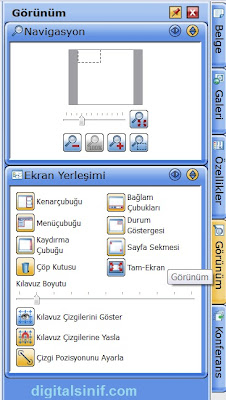 Görünüm
Navigasyon
Ekran Yerleşimi
Kenarçubuğu
Bağlam
Çubukları
Menüçubuğu
Durum
Göstergesi
Kaydırma
Çubuğu
Sayfa Sekmesi
Çöp Kutusu
Tam-Ekran
Görünüm
Kılavuz Boyutu
Kılavuz Çizgilerini Göster
Kılavuz Çizgilerine Yasla
Çizgi Pozisyonunu Ayarla
digitalsinif.com
Belge
Galeri
Özellikler
Görünüm
Konferans